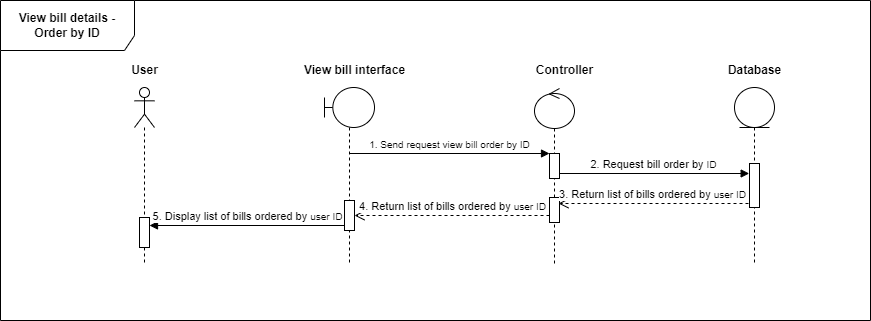 View bill details -
Order by ID
User
View bill interface
Controller
Database
1. Send request view bill order by ID
2. Request bill order by ID
3. Return list of bills ordered by user ID
4. Return list of bills ordered by user ID
5. Display list of bills ordered by user ID